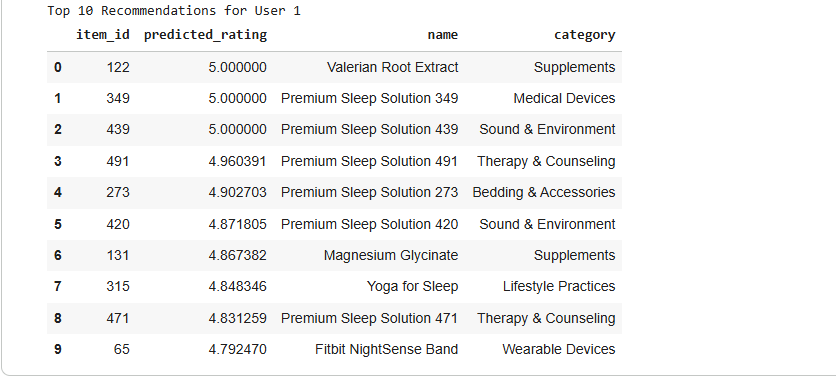 Top 10 Recommendations for User 1
item_id predicted_rating name category
0 122 5.000000 Valerian Root Extract Supplements
1 349 5.000000 Premium Sleep Solution 349 Medical Devices
2 439 5.000000 Premium Sleep Solution 439 Sound & Environment
3 491 4.960391 Premium Sleep Solution 491 Therapy & Counseling
4 273 4.902703 Premium Sleep Solution 273 Bedding & Accessories
5 420 4.871805 Premium Sleep Solution 420 Sound & Environment
6 131 4.867382 Magnesium Glycinate Supplements
7 315 4.848346 Yoga for Sleep Lifestyle Practices
8 471 4.831259 Premium Sleep Solution 471 Therapy & Counseling
9 65 4.792470 Fitbit NightSense Band Wearable Devices